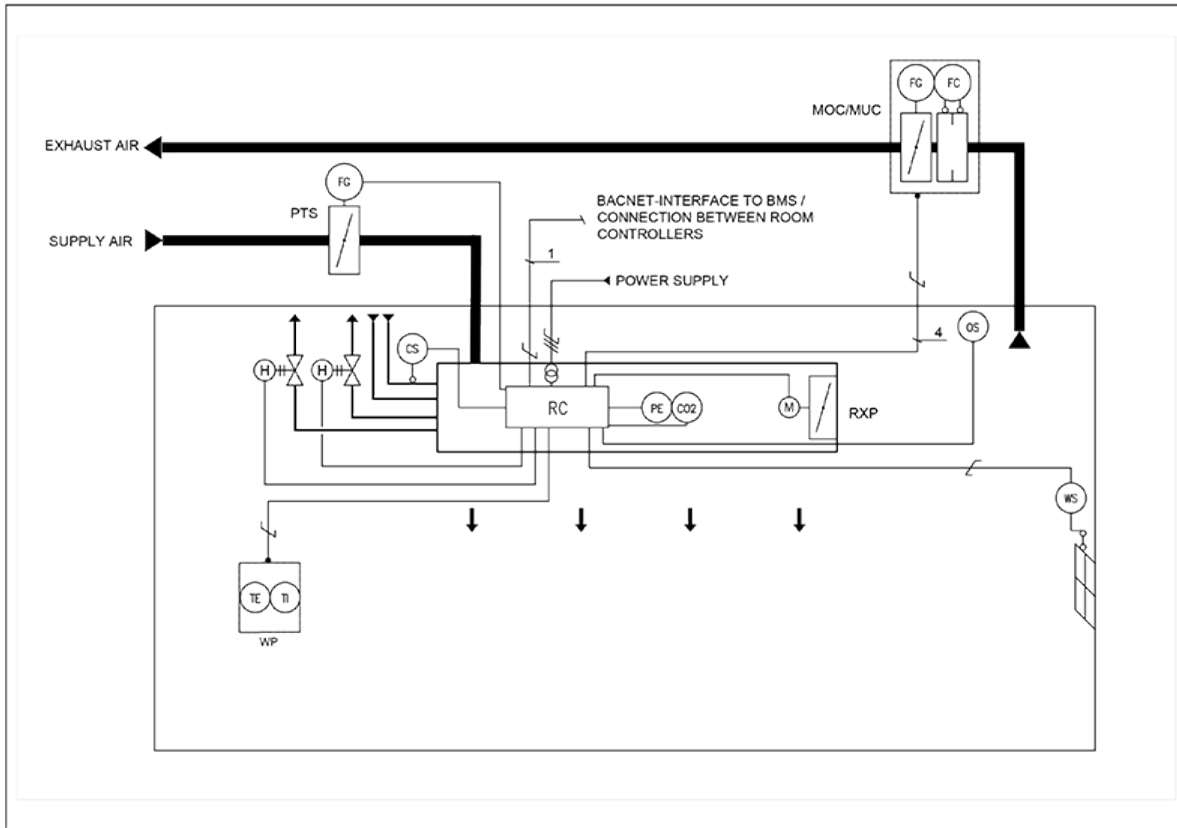 FG
FC
MOC/MUC
EXHAUST AIR
FG
PTS
BACNET-INTERFACE TO BMS /
CONNECTION BETWEEN ROOM
CONTROLLERS
SUPPLY AIR
1
POWER SUPPLY
4
OS
CS
H
H
RC
PE
CO2
M
RXP
WS
TE
TI
WP